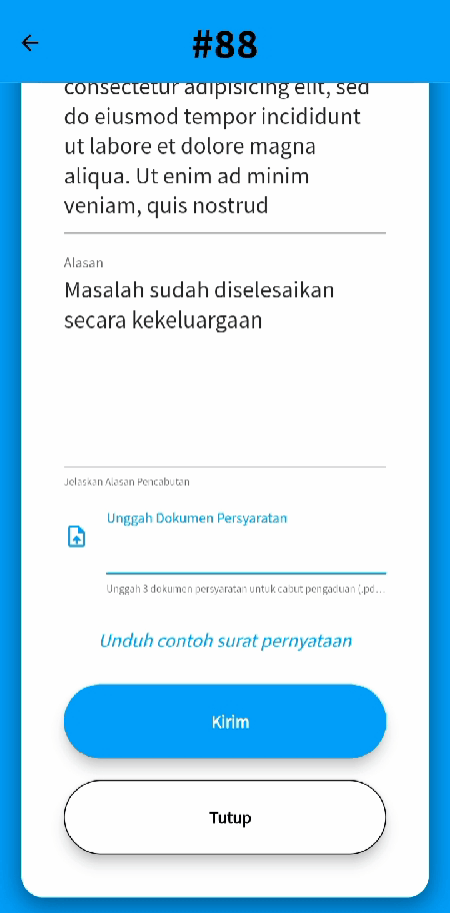 #88
consectetur adipisicing elit, sed
do eiusmod tempor incididunt
ut labore et dolore magna
aliqua. Ut enim ad minim
veniam, quis nostrud
Alasan
Masalah sudah diselesaikan
secara kekeluargaan
Jelaskan Alasan Pencabutan
Unggah Dokumen Persyaratan
Unggah 3 dokumen persyaratan untuk cabut pengaduan (.pd...
Unduh contoh surat pernyataan
Kirim
Tutup